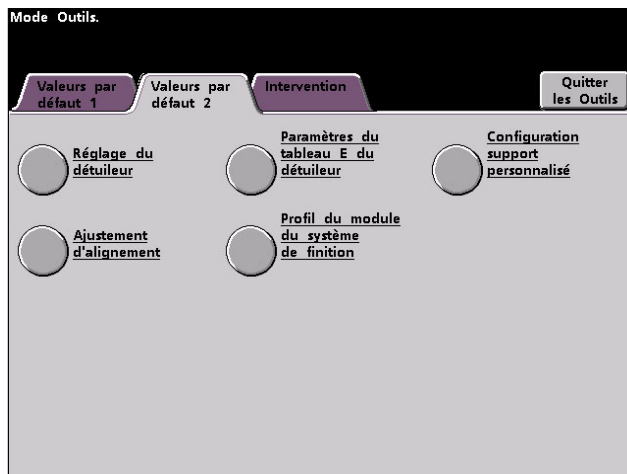 Mode Outils.
Valeurs par
défaut 1
Valeurs par
défaut 2
Intervention
Quitter
les Outils
Réglage du
détuileur
Paramètres du
tableau E du
détuileur
Configuration
support
personnalisé
Ajustement
d'alignement
Profil du module
du système
de finition